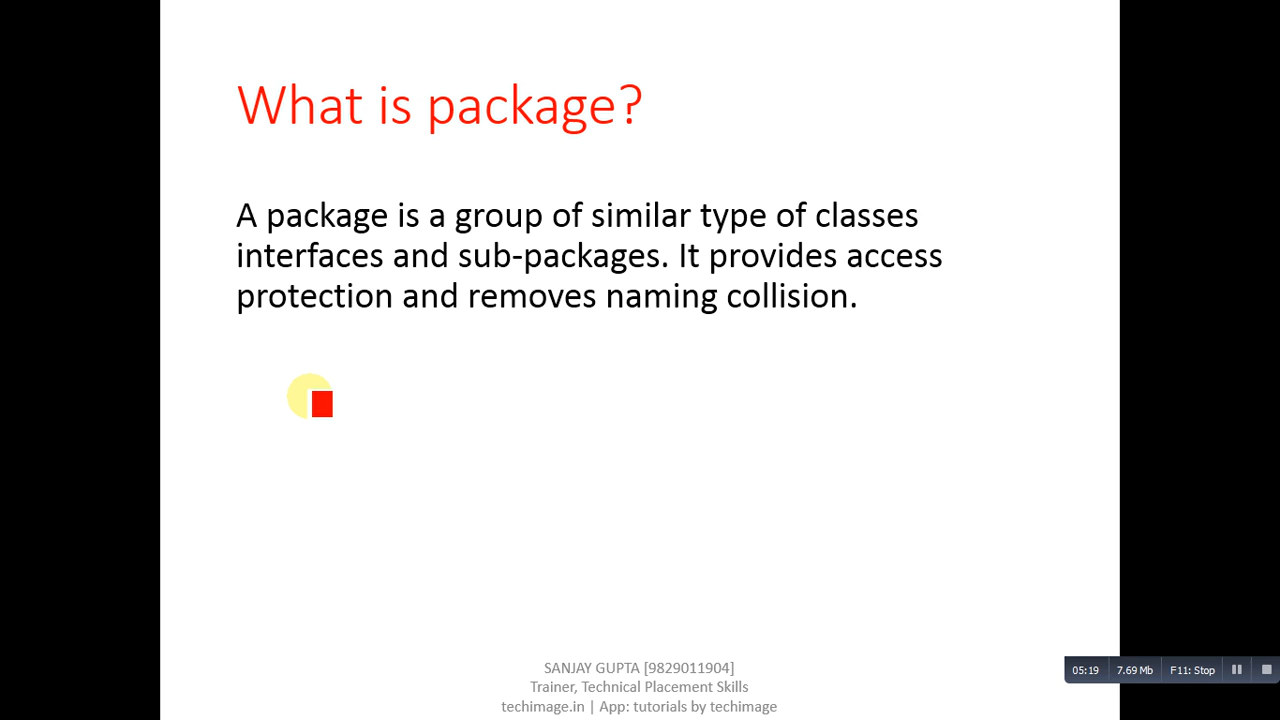 What is package?
A package is a group of similar type of classes
interfaces and sub-packages. It provides access
protection and removes naming collision.
SANJAY GUPTA [9829011904]
Trainer, Technical Placement Skills
techimage.in | App: tutorials by techimage
05:19 7.69 Mb F11: Stop